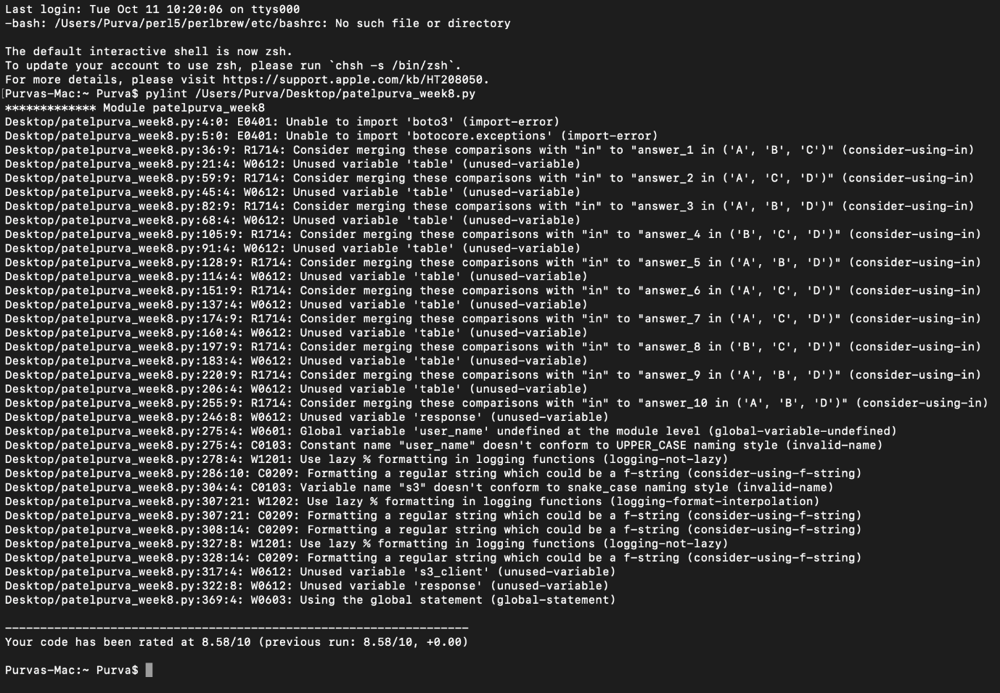 Last login: Tue Oct 11 10:20:06 on ttys000
-bash: /Users/Purva/perl5/perlbrew/etc/bashrc: No such file or directory
The default interactive shell is now zsh.
To update your account to use zsh, please run `chsh -s /bin/zsh`.
For more details, please visit https://support.apple.com/kb/HT208050.
[Purvas-Mac:~ Purva$ pylint /Users/Purva/Desktop/patelpurva_week8.py
************* Module patelpurva_week8
Desktop/patelpurva_week8.py:4:0: E0401: Unable to import 'boto3' (import-error)
Desktop/patelpurva_week8.py:5:0: E0401: Unable to import 'botocore.exceptions' (import-error)
Desktop/patelpurva_week8.py:36:9: R1714: Consider merging these comparisons with "in" to "answer_1 in ('A', 'B', 'C')" (consider-using-in)
Desktop/patelpurva_week8.py:21:4: W0612: Unused variable 'table' (unused-variable)
Desktop/patelpurva_week8.py:59:9: R1714: Consider merging these comparisons with "in" to "answer_2 in ('A', 'C', 'D')" (consider-using-in)
Desktop/patelpurva_week8.py:45:4: W0612: Unused variable 'table' (unused-variable)
Desktop/patelpurva_week8.py:82:9: R1714: Consider merging these comparisons with "in" to "answer_3 in ('A', 'B', 'D')" (consider-using-in)
Desktop/patelpurva_week8.py:68:4: W0612: Unused variable 'table' (unused-variable)
Desktop/patelpurva_week8.py:105:9: R1714: Consider merging these comparisons with "in" to "answer_4 in ('B', 'C', 'D')" (consider-using-in)
Desktop/patelpurva_week8.py:91:4: W0612: Unused variable 'table' (unused-variable)
Desktop/patelpurva_week8.py:128:9: R1714: Consider merging these comparisons with "in" to "answer_5 in ('A', 'B', 'D')" (consider-using-in)
Desktop/patelpurva_week8.py:114:4: W0612: Unused variable 'table' (unused-variable)
Desktop/patelpurva_week8.py:151:9: R1714: Consider merging these comparisons with "in" to "answer_6 in ('A', 'C', 'D')" (consider-using-in)
Desktop/patelpurva_week8.py:137:4: W0612: Unused variable 'table' (unused-variable)
Desktop/patelpurva_week8.py:174:9: R1714: Consider merging these comparisons with "in" to "answer_7 in ('A', 'C', 'D')" (consider-using-in)
Desktop/patelpurva_week8.py:160:4: W0612: Unused variable 'table' (unused-variable)
Desktop/patelpurva_week8.py:197:9: R1714: Consider merging these comparisons with "in" to "answer_8 in ('B', 'C', 'D')" (consider-using-in)
Desktop/patelpurva_week8.py:183:4: W0612: Unused variable 'table' (unused-variable)
Desktop/patelpurva_week8.py:220:9: R1714: Consider merging these comparisons with "in" to "answer_9 in ('A', 'B', 'D')" (consider-using-in)
Desktop/patelpurva_week8.py:206:4: W0612: Unused variable 'table' (unused-variable)
Desktop/patelpurva_week8.py:255:9: R1714: Consider merging these comparisons with "in" to "answer_10 in ('A', 'B', 'D')" (consider-using-in)
Desktop/patelpurva_week8.py:246:8: W0612: Unused variable 'response' (unused-variable)
Desktop/patelpurva_week8.py:275:4: W0601: Global variable 'user_name' undefined at the module level (global-variable-undefined)
Desktop/patelpurva_week8.py:275:4: C0103: Constant name "user_name" doesn't conform to UPPER_CASE naming style (invalid-name)
Desktop/patelpurva_week8.py:278:4: W1201: Use lazy % formatting in logging functions (logging-not-lazy)
Desktop/patelpurva_week8.py:286:10: C0209: Formatting a regular string which could be a f-string (consider-using-f-string)
Desktop/patelpurva_week8.py:304:4: C0103: Variable name "s3" doesn't conform to snake_case naming style (invalid-name)
Desktop/patelpurva_week8.py:307:21: W1202: Use lazy % formatting in logging functions (logging-format-interpolation)
Desktop/patelpurva_week8.py:307:21: C0209: Formatting a regular string which could be a f-string (consider-using-f-string)
Desktop/patelpurva_week8.py:308:14: C0209: Formatting a regular string which could be a f-string (consider-using-f-string)
Desktop/patelpurva_week8.py:327:8: W1201: Use lazy % formatting in logging functions (logging-not-lazy)
Desktop/patelpurva_week8.py:328:14: C0209: Formatting a regular string which could be a f-string (consider-using-f-string)
Desktop/patelpurva_week8.py:317:4: W0612: Unused variable 's3_client' (unused-variable)
Desktop/patelpurva_week8.py:322:8: W0612: Unused variable 'response' (unused-variable)
Desktop/patelpurva_week8.py:369:4: W0603: Using the global statement (global-statement)
------------------------------------------------------------------
Your code has been rated at 8.58/10 (previous run: 8.58/10, +0.00)
Purvas-Mac:~ Purva$